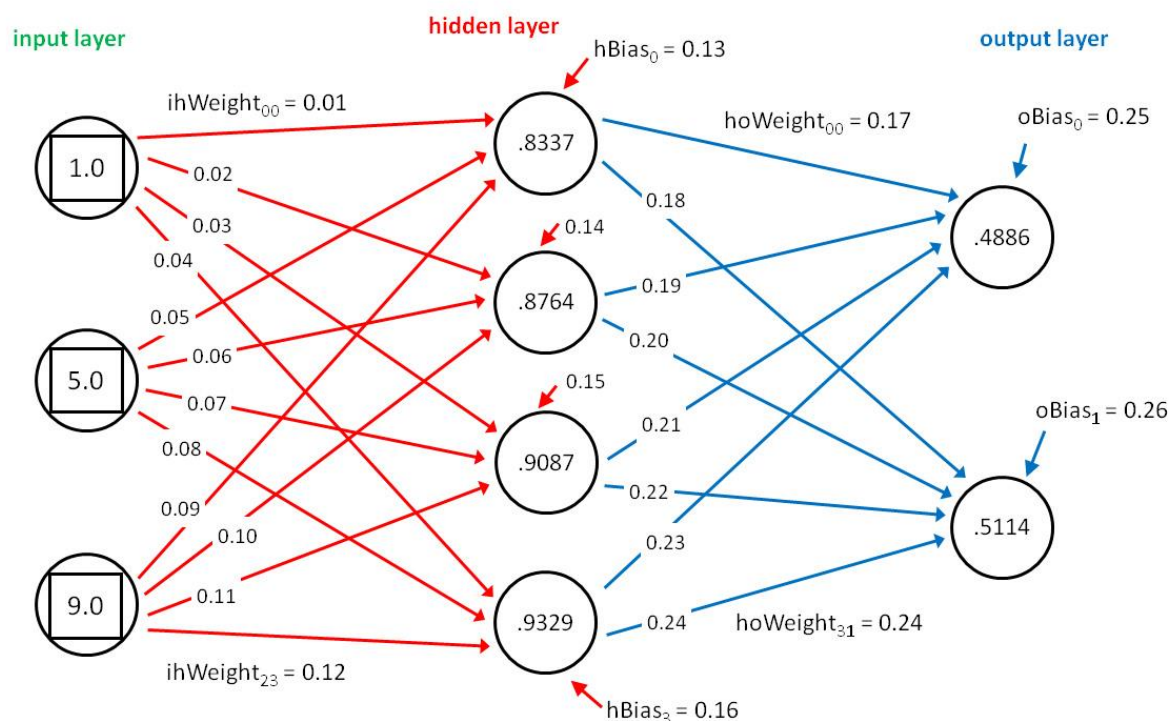 input layer
hidden layer
output layer
hBias₀ = 0.13
ihWeight₀₀ = 0.01
hoWeight₀₀ = 0.17
oBias₀ = 0.25
1.0
.8337
0.02
0.18
0.03
0.14
.4886
0.04
.8764
0.19
0.05
0.20
0.06
5.0
0.15
0.07
0.21
oBias₁ = 0.26
0.08
.9087
0.22
0.09
0.10
0.23
.5114
9.0
0.11
.9329
0.24
hoWeight₃₁ = 0.24
ihWeight₂₃ = 0.12
hBias₃ = 0.16